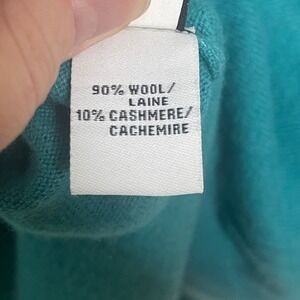 90% WOOL/
LAINE
10% CASHMERE/
CACHEMIRE